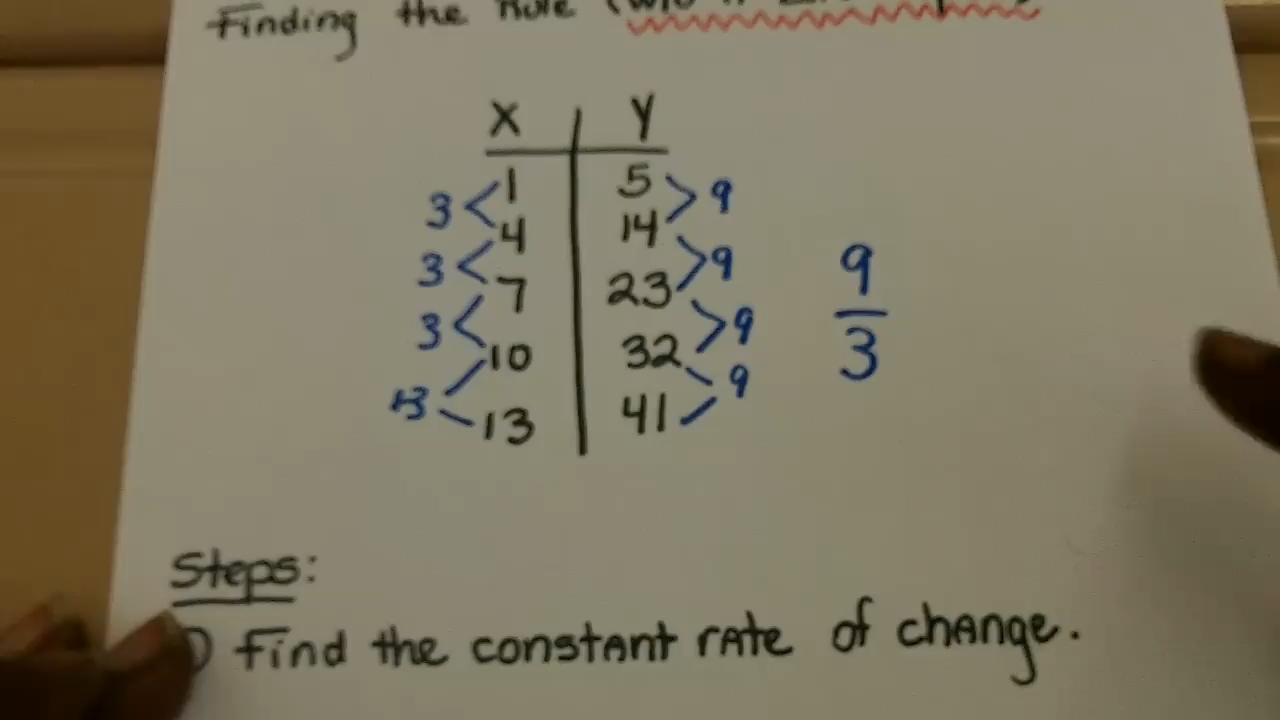 Finding the Rule
X Y
3 1 5 9
4 14
3 7 23 9
3 10 32 9
3 13 41 9
9
3
Steps:
Find the constant rate of change.